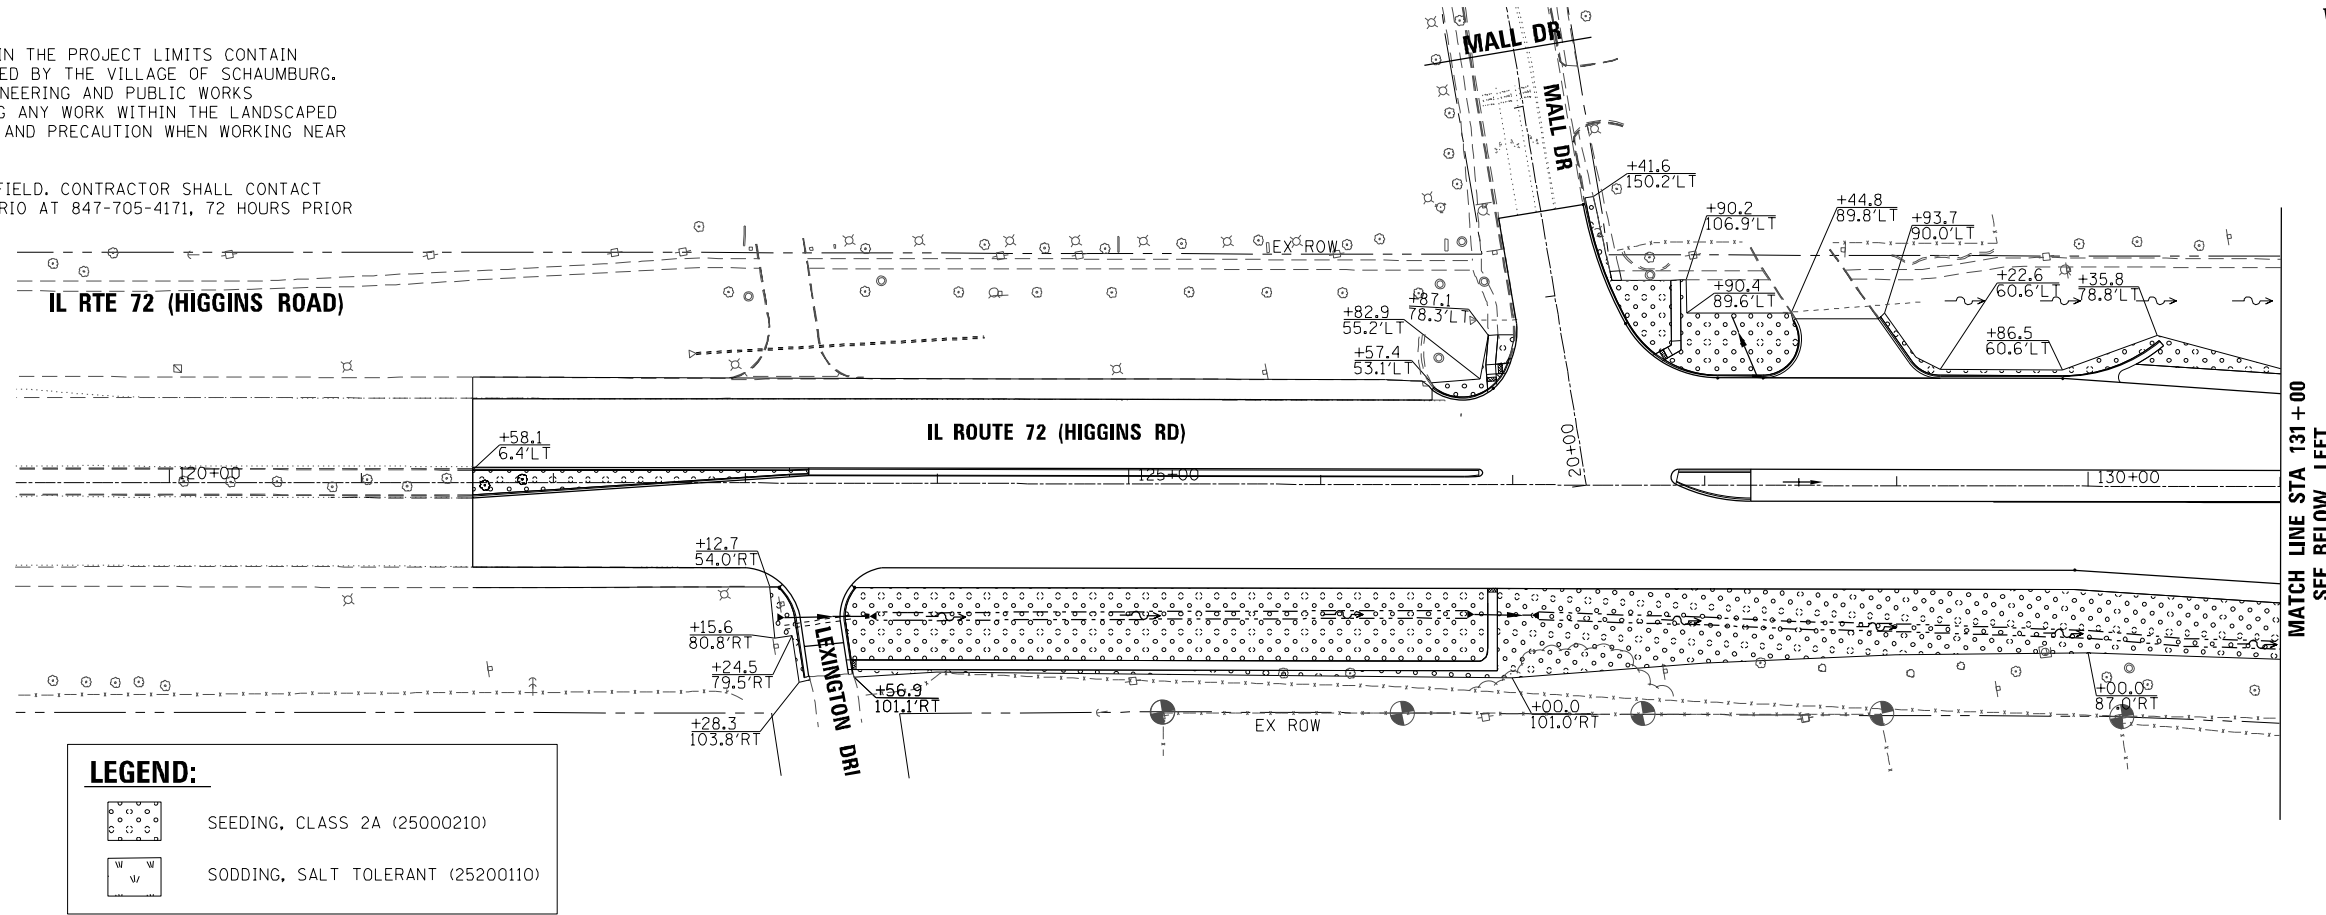 IN THE PROJECT LIMITS CONTAIN
ED BY THE VILLAGE OF SCHAUMBURG.
NEERING AND PUBLIC WORKS
G ANY WORK WITHIN THE LANDSCAPED
AND PRECAUTION WHEN WORKING NEAR
FIELD. CONTRACTOR SHALL CONTACT
RIO AT 847-705-4171, 72 HOURS PRIOR
MALL DR
MALL DR
+41.6
150.2'LT
+90.2
106.9'LT
+44.8
89.8'LT
+93.7
90.0'LT
EX ROW
IL RTE 72 (HIGGINS ROAD)
+90.4
89.6'LT
+22.6
60.6'LT
+35.8
78.8'LT
+87.1
78.3'LT
+82.9
55.2'LT
+86.5
60.6'LT
+57.4
53.1'LT
IL ROUTE 72 (HIGGINS RD)
+58.1
6.4'LT
120+00
125+00
20+00
130+00
MATCH LINE STA 131+00
SEE BELOW LEFT
+12.7
54.0'RT
+15.6
80.8'RT
+24.5
79.5'RT
+28.3
103.8'RT
LEXINGTON DRI
+56.9
101.1'RT
EX ROW
+00.0
101.0'RT
+00.0
87.0'RT
LEGEND:
SEEDING, CLASS 2A (25000210)
SODDING, SALT TOLERANT (25200110)